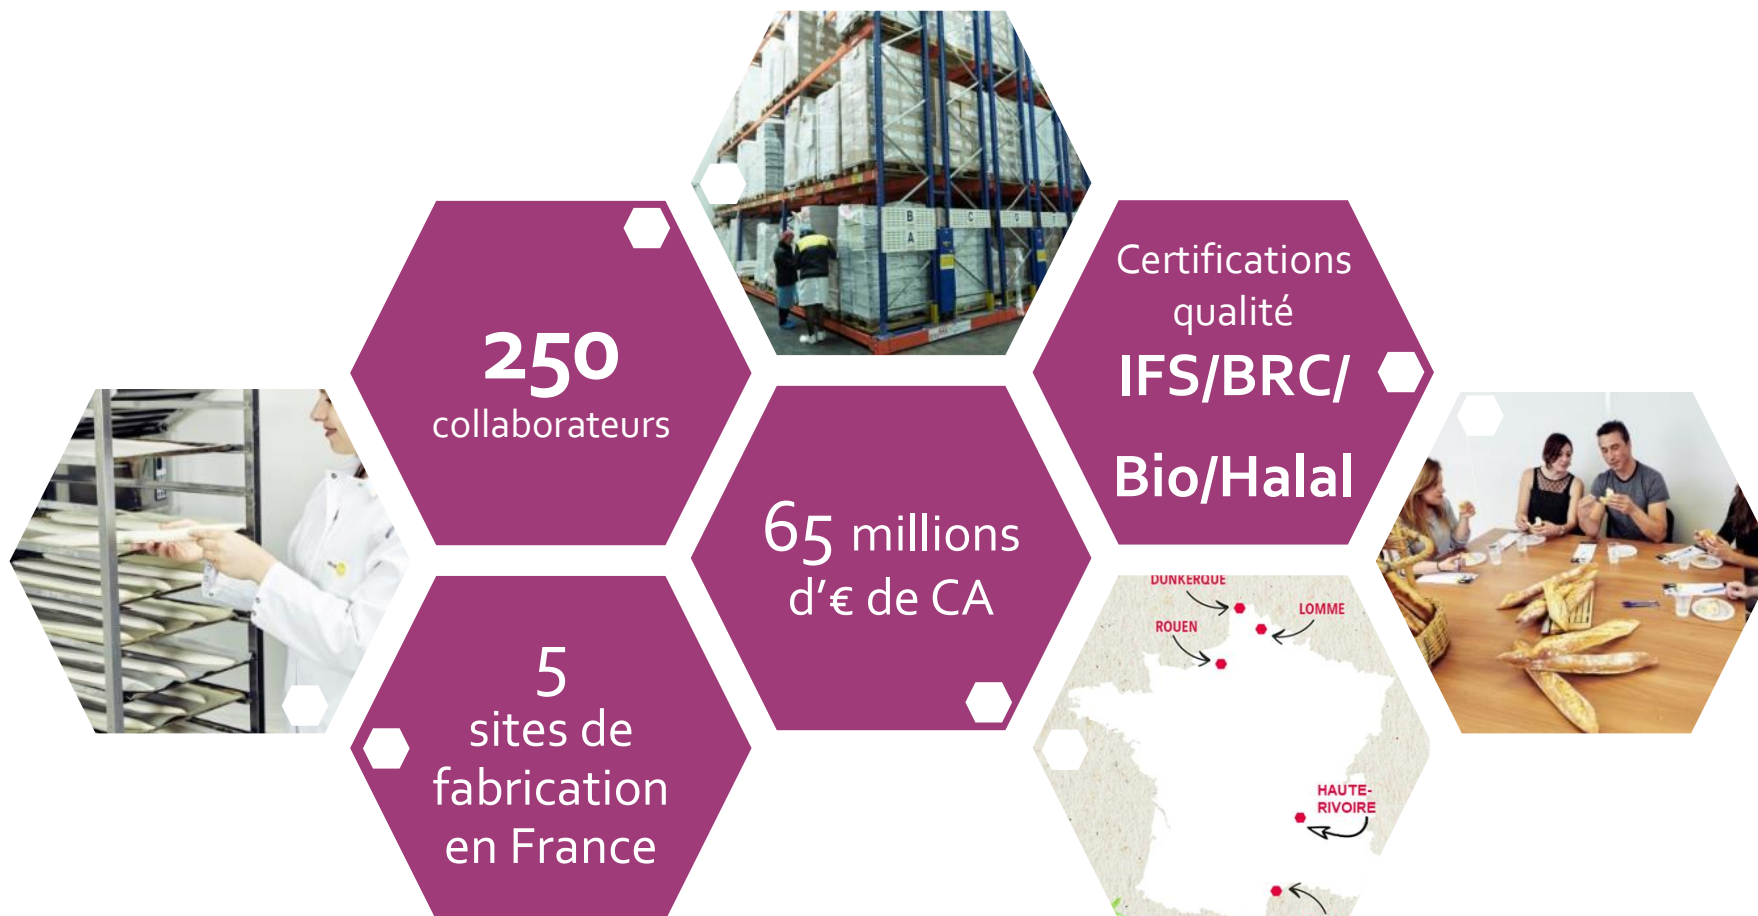 B
C
A
250
collaborateurs
Certifications
qualité
IFS/BRC/
Bio/Halal
65 millions
d'€ de CA
5
sites de
fabrication
en France
DUNKERQUE
LOMME
ROUEN
HAUTE-
RIVOIRE